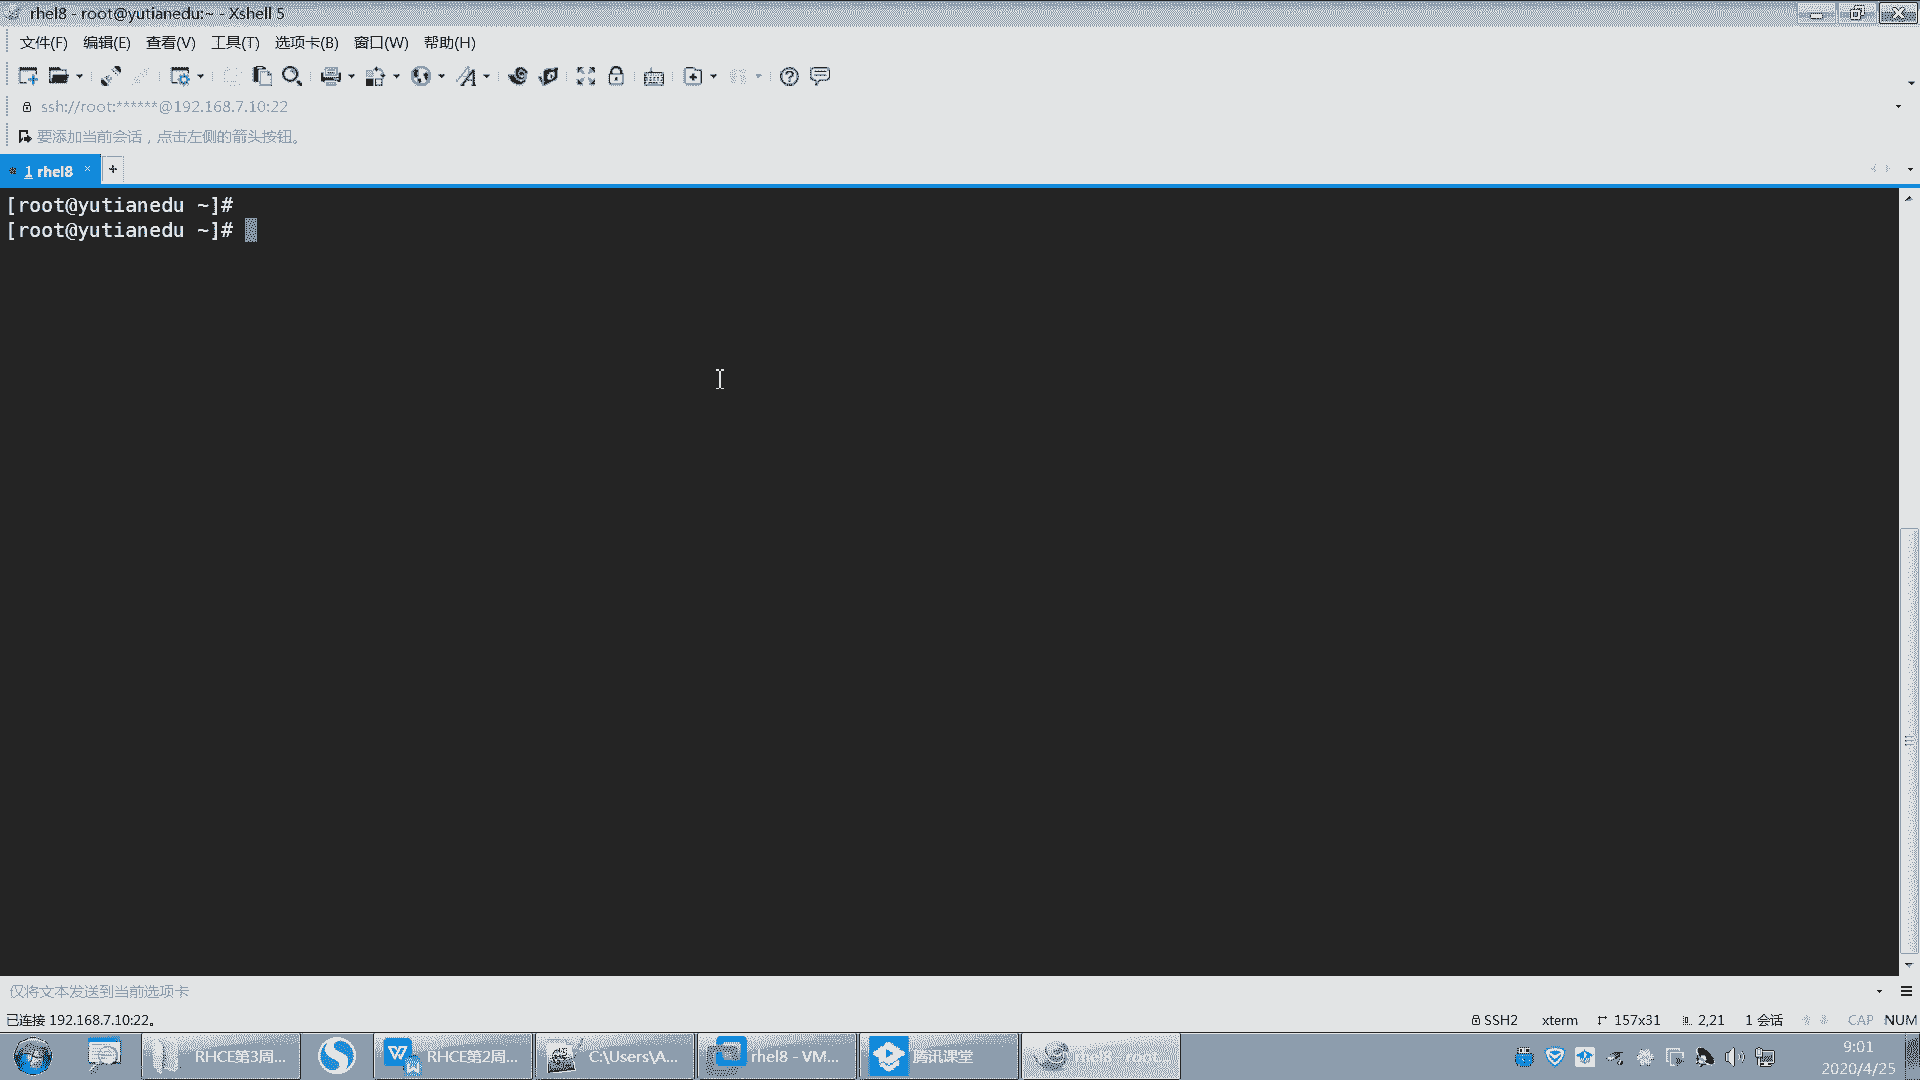 rhel8 - root@yutianedu:~ - Xshell 5
文件(F) 编辑(E) 查看(V) 工具(T) 选项卡(B) 窗口(W) 帮助(H)
ssh://root:******@192.168.7.10:22
要添加当前会话，点击左侧的箭头按钮。
1 rhel8
[root@yutianedu ~]#
[root@yutianedu ~]#
仅将文本发送到当前选项卡
已连接 192.168.7.10:22。
SSH2 xterm 157x31 2,21 1 会话 CAP NUM
RHCE第3周... RHCE第2周... C:\Users\A... rhel8 - VM... 腾讯课堂 rhel8 - root...
9:01
2020/4/25